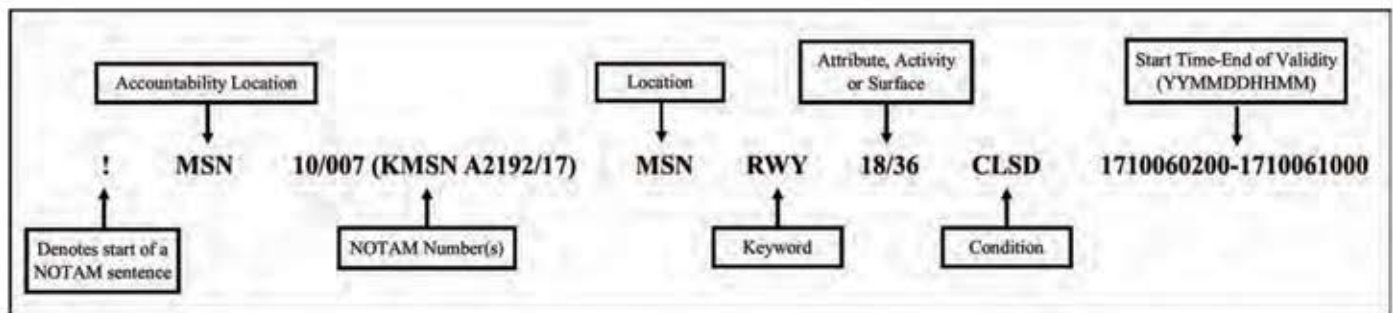 Accountability Location
Location
Attribute, Activity
or Surface
Start Time-End of Validity
(YYMMDDHHMM)
! MSN 10/007 (KMSN A2192/17) MSN RWY 18/36 CLSD 1710060200-1710061000
Denotes start of a
NOTAM sentence
NOTAM Number(s)
Keyword
Condition